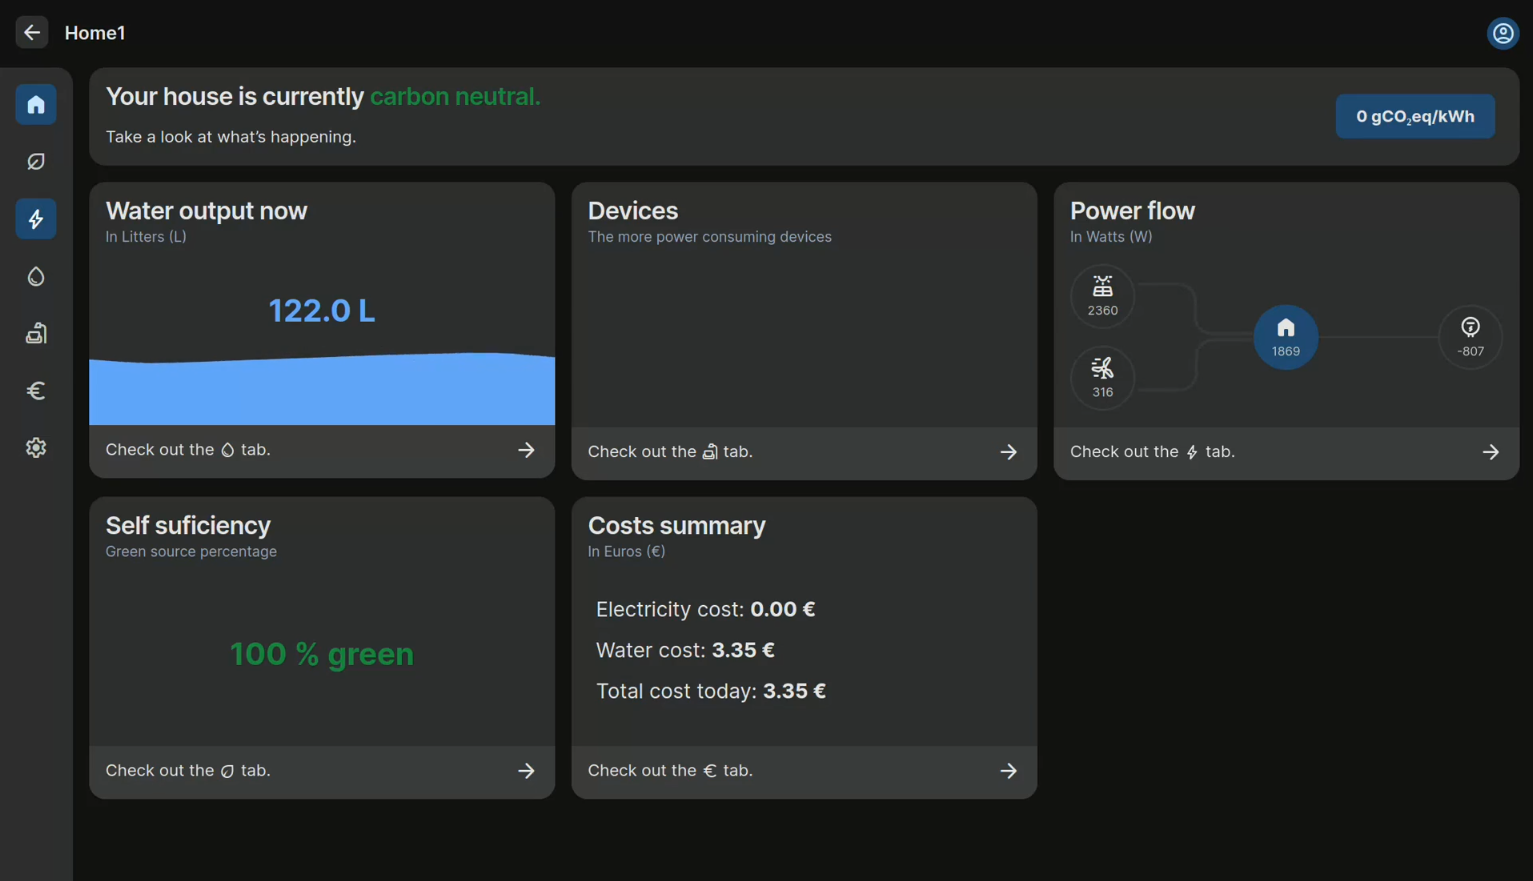 Home1
Your house is currently carbon neutral.
Take a look at what's happening.
0 gCO₂eq/kWh
Water output now
In Litters (L)
122.0 L
Check out the tab.
Devices
The more power consuming devices
Check out the tab.
Power flow
In Watts (W)
2360
316
1869
-807
Check out the tab.
Self suficiency
Green source percentage
100 % green
Check out the tab.
Costs summary
In Euros (€)
Electricity cost: 0.00 €
Water cost: 3.35 €
Total cost today: 3.35 €
Check out the € tab.